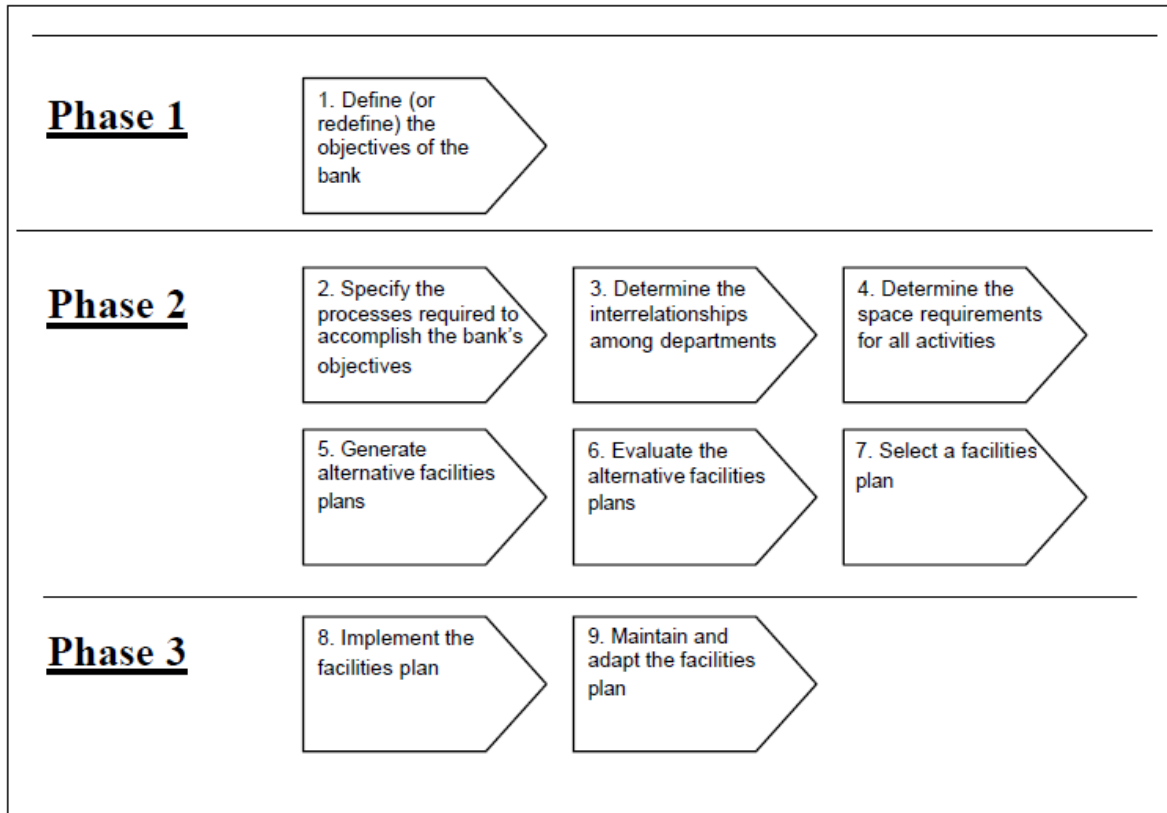 Phase 1
1. Define (or
redefine) the
objectives of the
bank
Phase 2
2. Specify the
processes required to
accomplish the bank's
objectives
3. Determine the
interrelationships
among departments
4. Determine the
space requirements
for all activities
5. Generate
alternative facilities
plans
6. Evaluate the
alternative facilities
plans
7. Select a facilities
plan
Phase 3
8. Implement the
facilities plan
9. Maintain and
adapt the facilities
plan